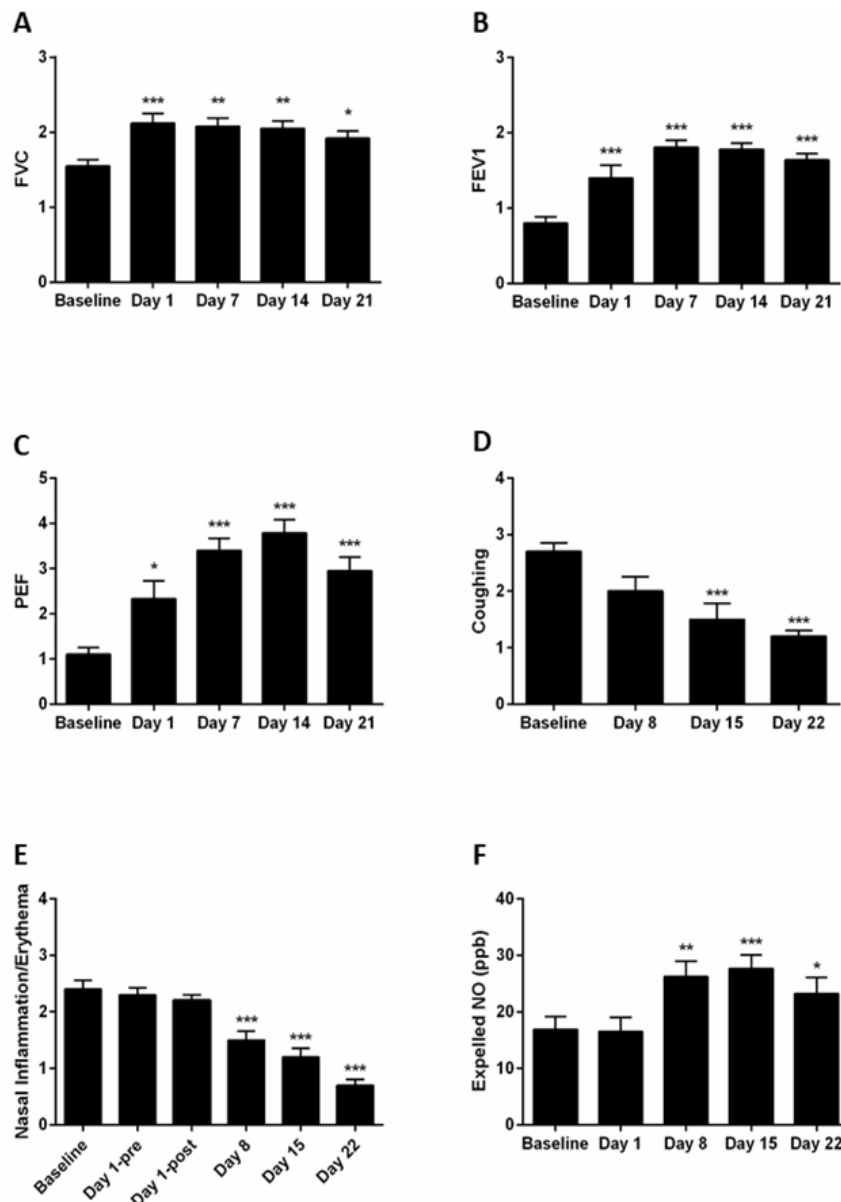 A
3
2
1
0
FVC
***
**
**
*
Baseline Day 1 Day 7 Day 14 Day 21
B
3
2
1
0
FEV1
***
***
***
***
Baseline Day 1 Day 7 Day 14 Day 21
C
5
4
3
2
1
0
PEF
*
***
***
***
Baseline Day 1 Day 7 Day 14 Day 21
D
4
3
2
1
0
Coughing
***
***
Baseline Day 8 Day 15 Day 22
E
4
3
2
1
0
Nasal Inflammation/Erythema
***
***
***
Baseline
Day 1-pre
Day 1-post
Day 8
Day 15
Day 22
F
40
30
20
10
0
Expelled NO (ppb)
**
***
*
Baseline Day 1 Day 8 Day 15 Day 22